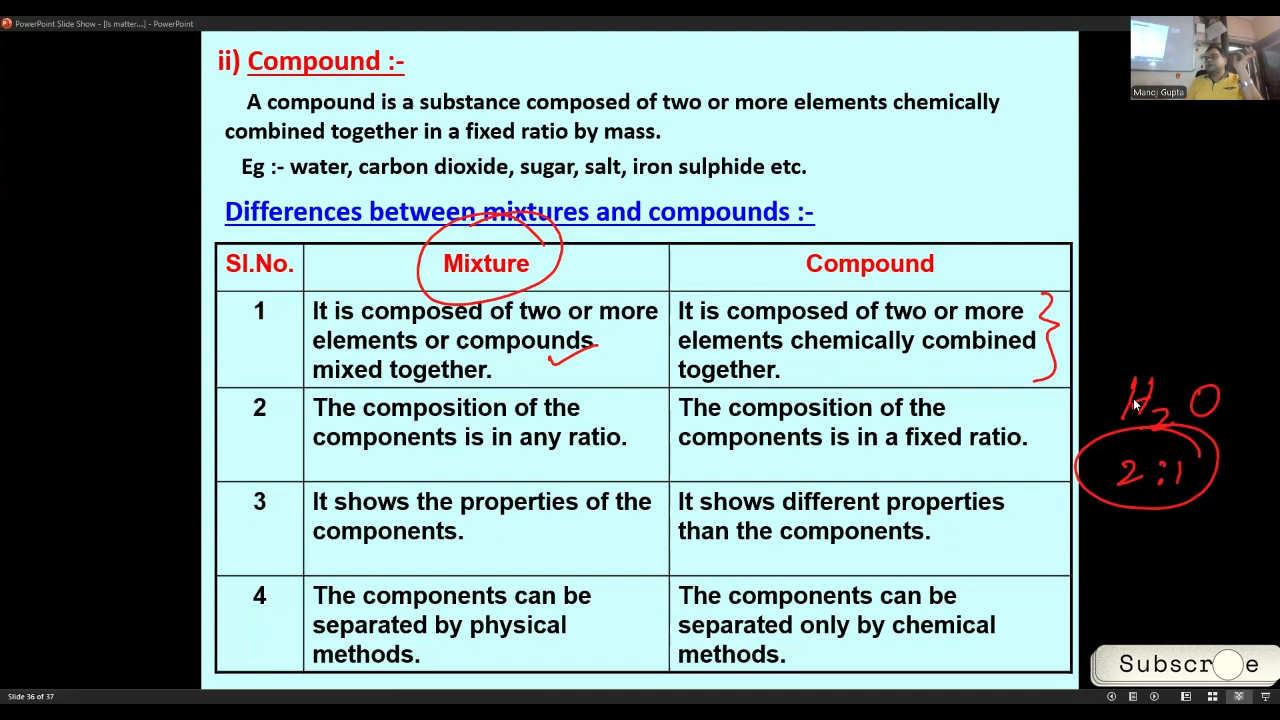 PowerPoint Slide Show - [Is matter...] - PowerPoint
Manoj Gupta
ii) Compound :-
A compound is a substance composed of two or more elements chemically
combined together in a fixed ratio by mass.
Eg :- water, carbon dioxide, sugar, salt, iron sulphide etc.
Differences between mixtures and compounds :-
Sl.No. Mixture Compound
1 It is composed of two or more It is composed of two or more
elements or compounds elements chemically combined
mixed together. together.
2 The composition of the The composition of the
components is in any ratio. components is in a fixed ratio.
3 It shows the properties of the It shows different properties
components. than the components.
4 The components can be The components can be
separated by physical separated only by chemical
methods. methods.
H2O
2:1
Subscr e
Slide 36 of 37